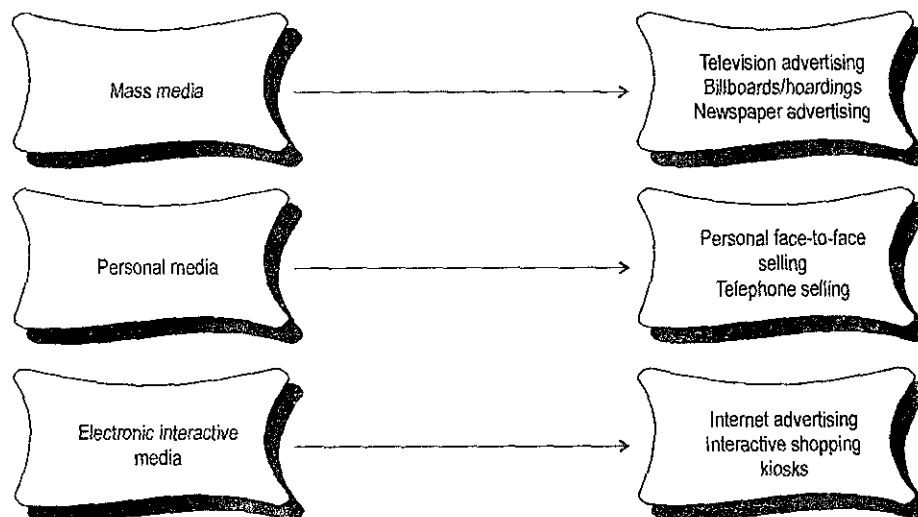 Mass media
Television advertising
Billboards/hoardings
Newspaper advertising
Personal media
Personal face-to-face
selling
Telephone selling
Electronic interactive
media
Internet advertising
Interactive shopping
kiosks